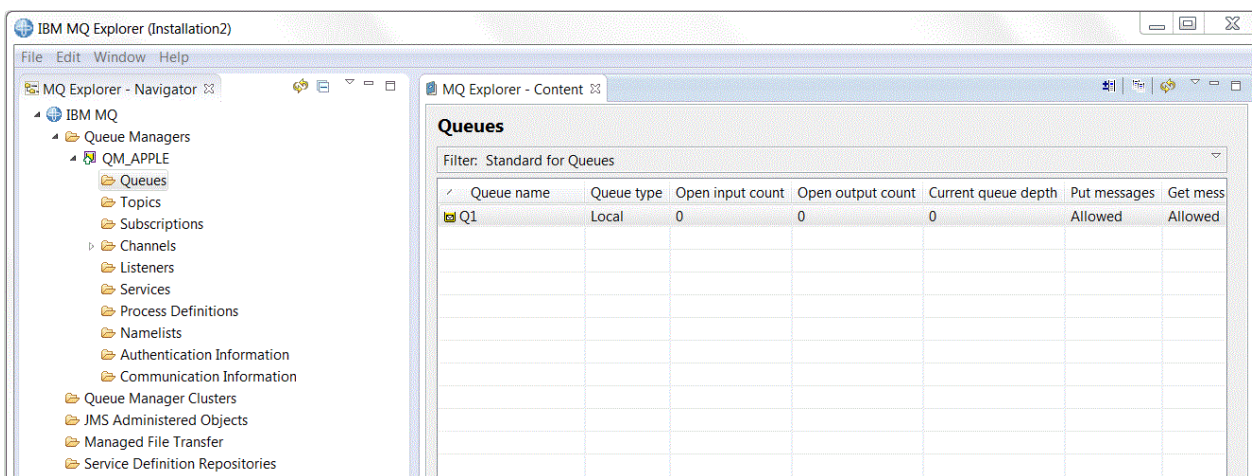 IBM MQ Explorer (Installation2)
File Edit Window Help
MQ Explorer - Navigator
IBM MQ
Queue Managers
QM_APPLE
Queues
Topics
Subscriptions
Channels
Listeners
Services
Process Definitions
Namelists
Authentication Information
Communication Information
Queue Manager Clusters
JMS Administered Objects
Managed File Transfer
Service Definition Repositories
MQ Explorer - Content
Queues
Filter: Standard for Queues
Queue name Queue type Open input count Open output count Current queue depth Put messages Get mess
Q1 Local 0 0 0 Allowed Allowed